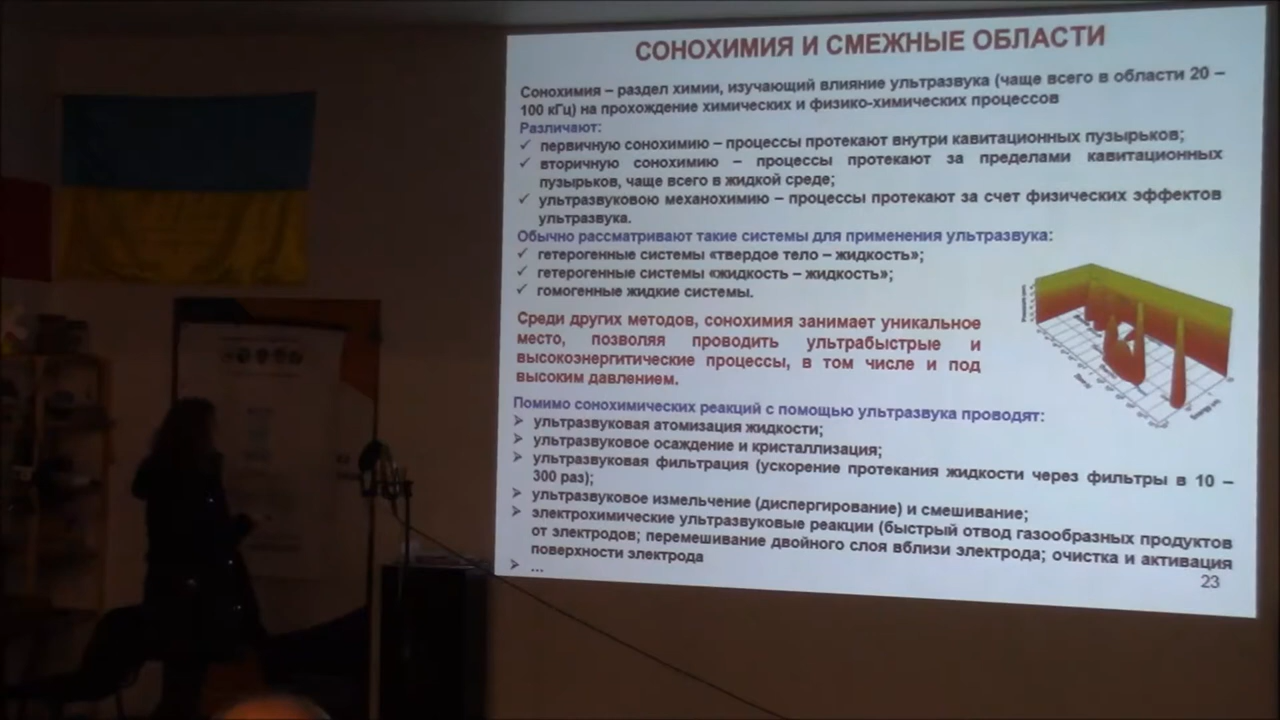 СОНОХИМИЯ И СМЕЖНЫЕ ОБЛАСТИ
Сонохимия – раздел химии, изучающий влияние ультразвука (чаще всего в области 20 –
100 кГц) на прохождение химических и физико-химических процессов
Различают:
✓ первичную сонохимию – процессы протекают внутри кавитационных пузырьков;
✓ вторичную сонохимию – процессы протекают за пределами кавитационных
пузырьков, чаще всего в жидкой среде;
✓ ультразвуковою механохимию – процессы протекают за счет физических эффектов
ультразвука.
Обычно рассматривают такие системы для применения ультразвука:
✓ гетерогенные системы «твердое тело – жидкость»;
✓ гетерогенные системы «жидкость – жидкость»;
✓ гомогенные жидкие системы.
Среди других методов, сонохимия занимает уникальное
место, позволяя проводить ультрабыстрые и
высокоэнергитические процессы, в том числе и под
высоким давлением.
Помимо сонохимических реакций с помощью ультразвука проводят:
➢ ультразвуковая атомизация жидкости;
➢ ультразвуковое осаждение и кристаллизация;
➢ ультразвуковая фильтрация (ускорение протекания жидкости через фильтры в 10 –
300 раз);
➢ ультразвуковое измельчение (диспергирование) и смешивание;
➢ электрохимические ультразвуковые реакции (быстрый отвод газообразных продуктов
от электродов; перемешивание двойного слоя вблизи электрода; очистка и активация
поверхности электрода
➢ ...
23